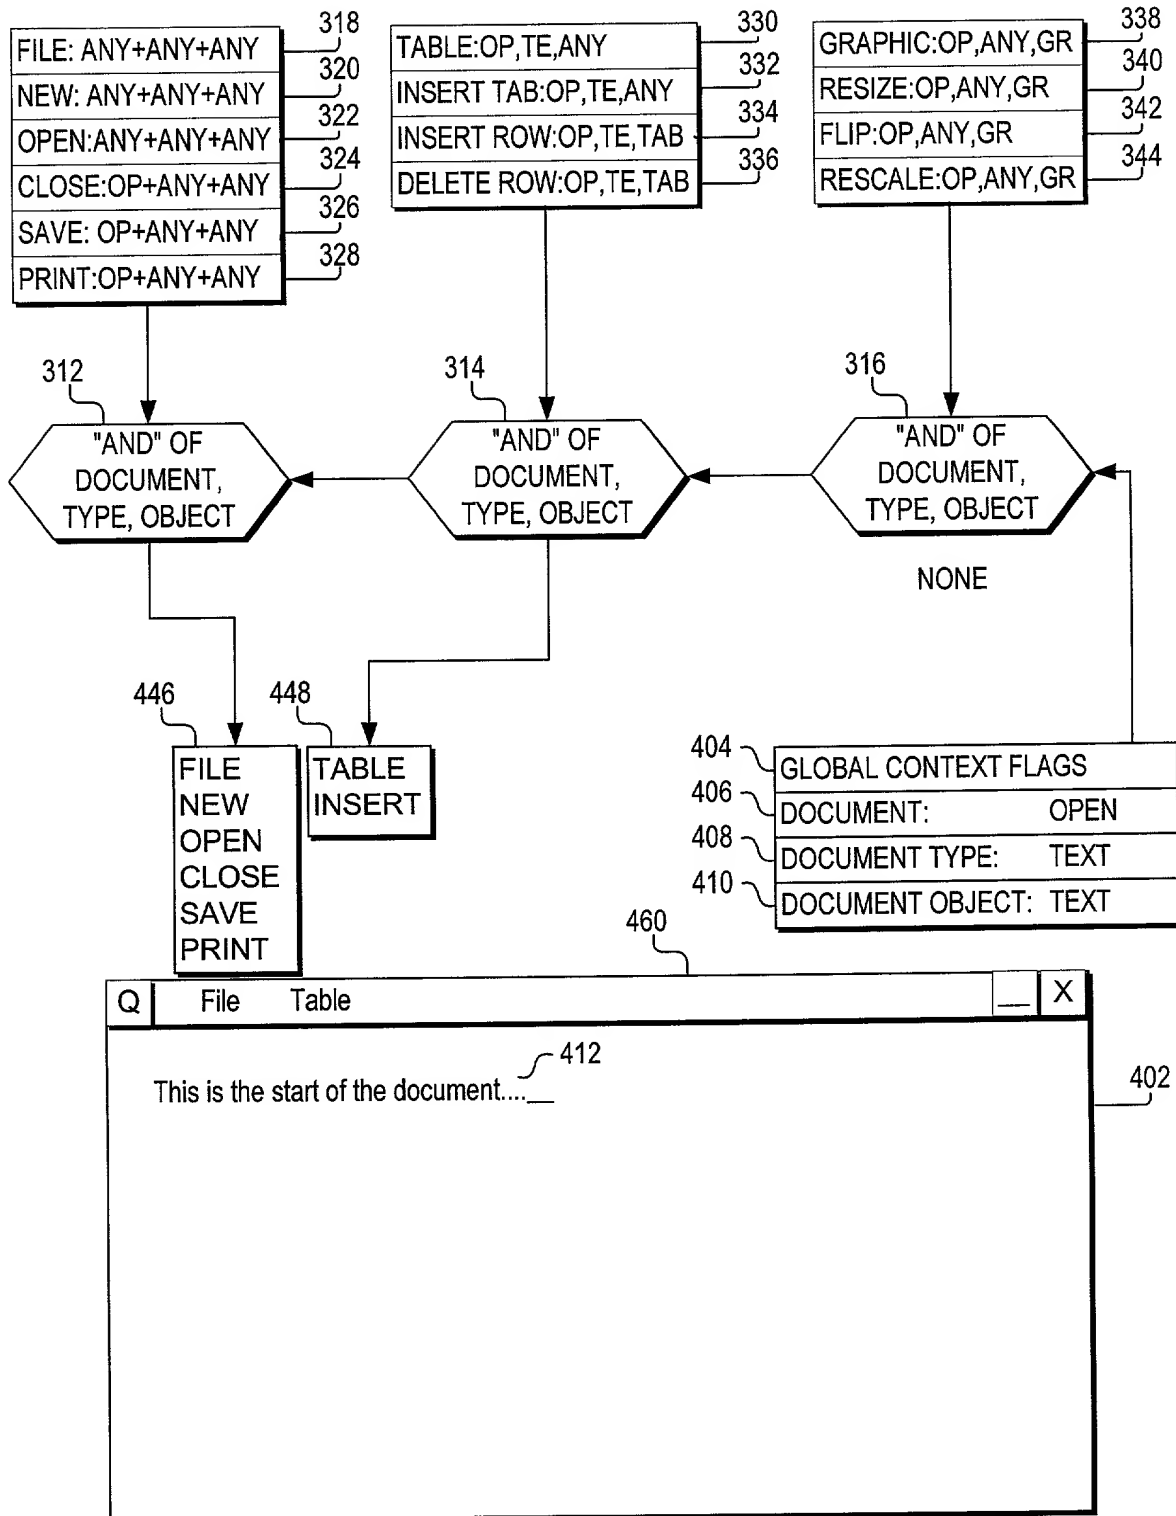 FILE: ANY+ANY+ANY
318
NEW: ANY+ANY+ANY
320
OPEN:ANY+ANY+ANY
322
CLOSE:OP+ANY+ANY
324
SAVE: OP+ANY+ANY
326
PRINT:OP+ANY+ANY
328
TABLE:OP,TE,ANY
330
INSERT TAB:OP,TE,ANY
332
INSERT ROW:OP,TE,TAB
334
DELETE ROW:OP,TE,TAB
336
GRAPHIC:OP,ANY,GR
338
RESIZE:OP,ANY,GR
340
FLIP:OP,ANY,GR
342
RESCALE:OP,ANY,GR
344
312
"AND" OF
DOCUMENT,
TYPE, OBJECT
314
"AND" OF
DOCUMENT,
TYPE, OBJECT
316
"AND" OF
DOCUMENT,
TYPE, OBJECT
NONE
446
FILE
NEW
OPEN
CLOSE
SAVE
PRINT
448
TABLE
INSERT
404
GLOBAL CONTEXT FLAGS
406
DOCUMENT: OPEN
408
DOCUMENT TYPE: TEXT
410
DOCUMENT OBJECT: TEXT
460
Q File Table __ X
412
This is the start of the document....__
402